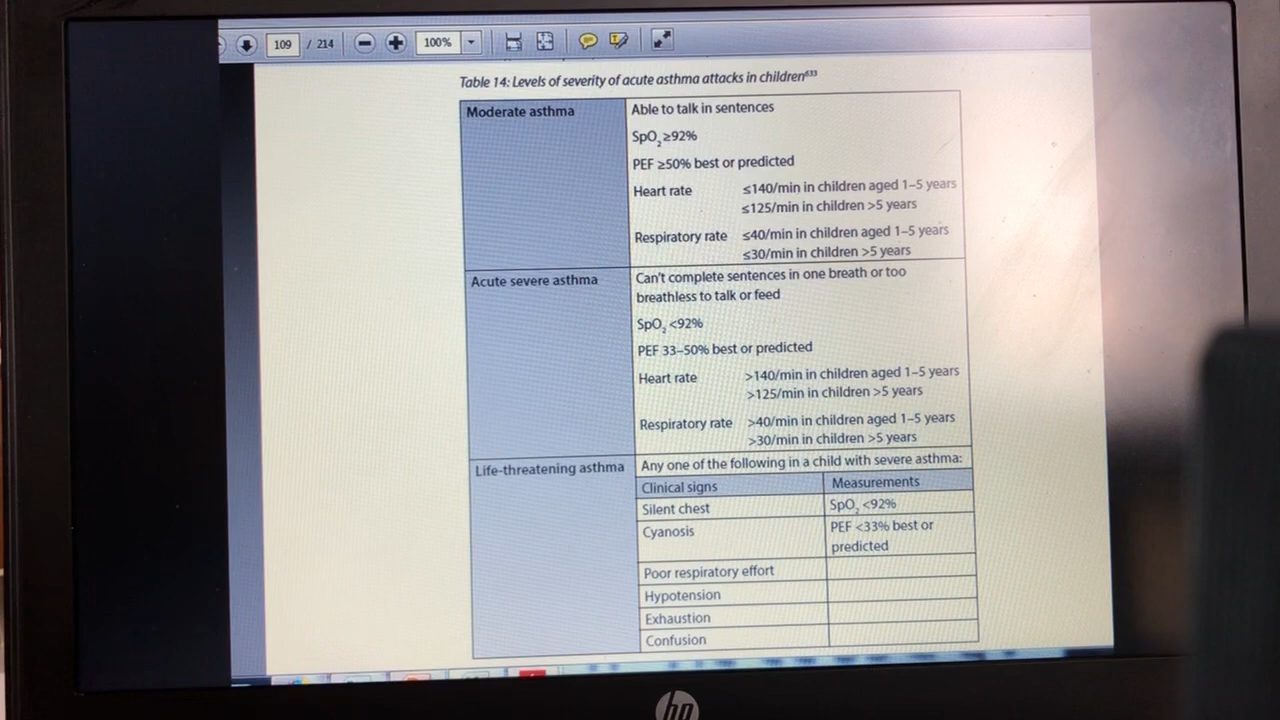 109 / 214 100%
Table 14: Levels of severity of acute asthma attacks in children⁶³³
Moderate asthma
Able to talk in sentences
SpO₂ ≥92%
PEF ≥50% best or predicted
Heart rate ≤140/min in children aged 1–5 years
≤125/min in children >5 years
Respiratory rate ≤40/min in children aged 1–5 years
≤30/min in children >5 years
Acute severe asthma
Can't complete sentences in one breath or too
breathless to talk or feed
SpO₂ <92%
PEF 33–50% best or predicted
Heart rate >140/min in children aged 1–5 years
>125/min in children >5 years
Respiratory rate >40/min in children aged 1–5 years
>30/min in children >5 years
Life-threatening asthma
Any one of the following in a child with severe asthma:
Clinical signs Measurements
Silent chest SpO₂ <92%
Cyanosis PEF <33% best or
predicted
Poor respiratory effort
Hypotension
Exhaustion
Confusion
hp